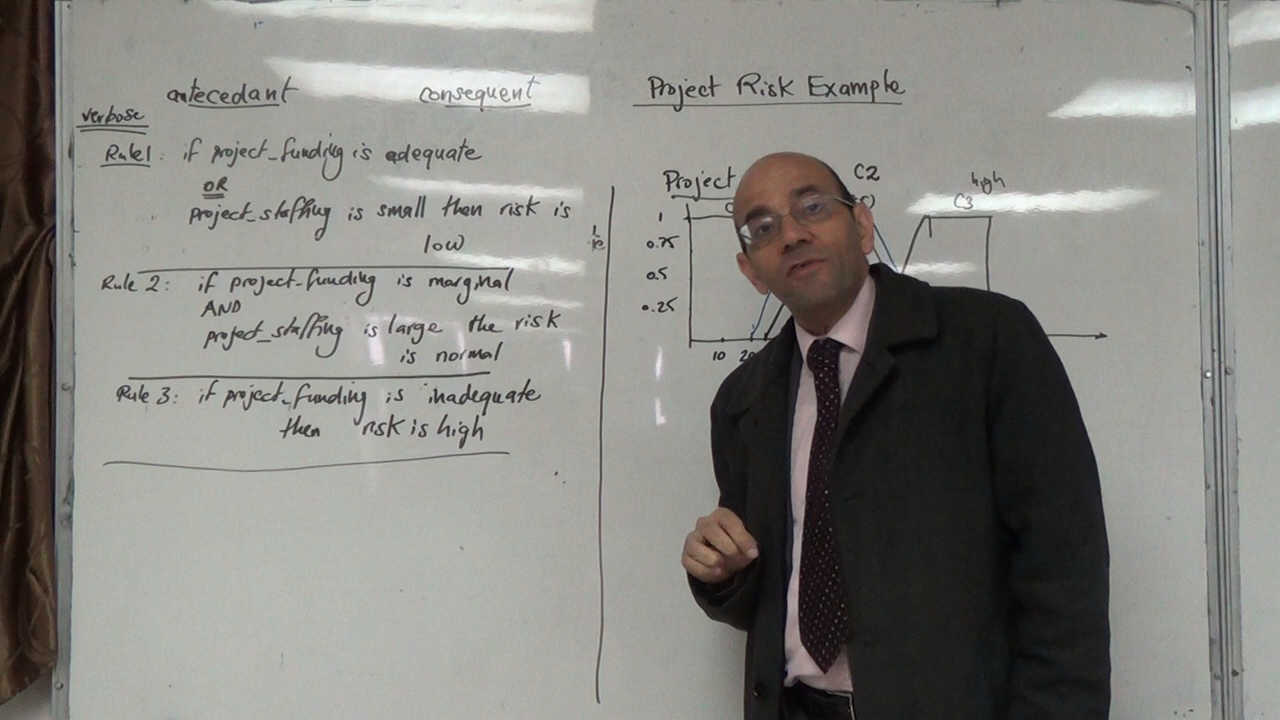 antecedant consequent
verbose
Rule1: if project_funding is adequate
OR
project_staffing is small then risk is
low
Rule 2: if project_funding is marginal
AND
project_staffing is large the risk
is normal
Rule 3: if project_funding is inadequate
then risk is high
Project Risk Example
Project
C2
high
C3
1
0.75
0.5
0.25
10 20